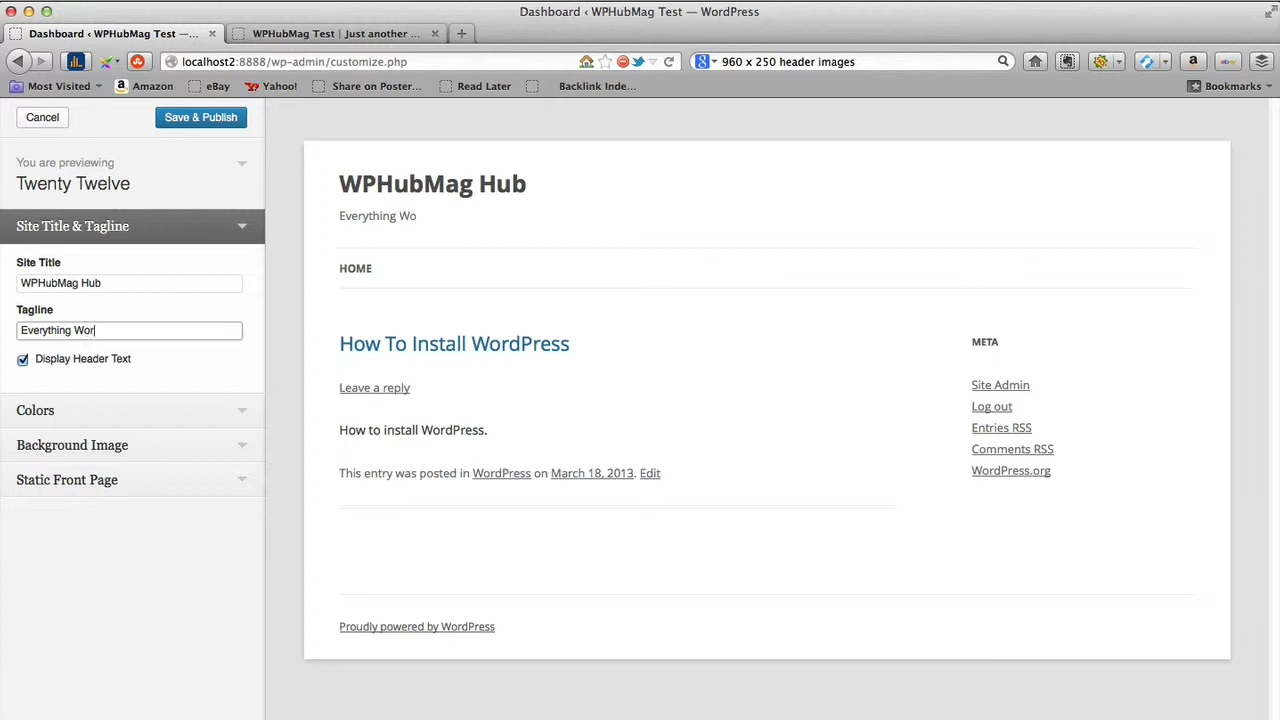 Dashboard ‹ WPHubMag Test — WordPress
Dashboard ‹ WPHubMag Test —...
WPHubMag Test | Just another ...
localhost2:8888/wp-admin/customize.php
960 x 250 header images
Most Visited
Amazon
eBay
Yahoo!
Share on Poster...
Read Later
Backlink Inde...
Bookmarks
Cancel
Save & Publish
You are previewing
Twenty Twelve
Site Title & Tagline
Site Title
WPHubMag Hub
Tagline
Everything Wor
Display Header Text
Colors
Background Image
Static Front Page
WPHubMag Hub
Everything Wo
HOME
How To Install WordPress
Leave a reply
How to install WordPress.
This entry was posted in WordPress on March 18, 2013. Edit
META
Site Admin
Log out
Entries RSS
Comments RSS
WordPress.org
Proudly powered by WordPress